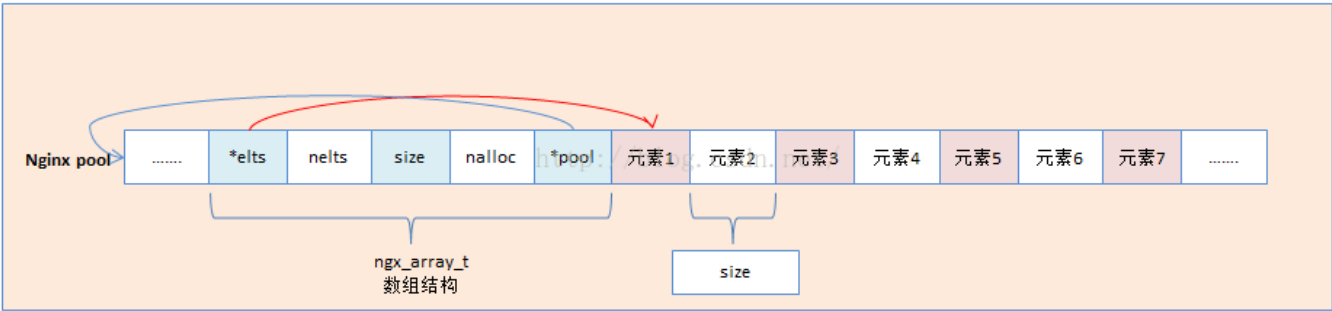 Nginx pool
.......
*elts
nelts
size
nalloc
*pool
元素1
元素2
元素3
元素4
元素5
元素6
元素7
.......
ngx_array_t
数组结构
size